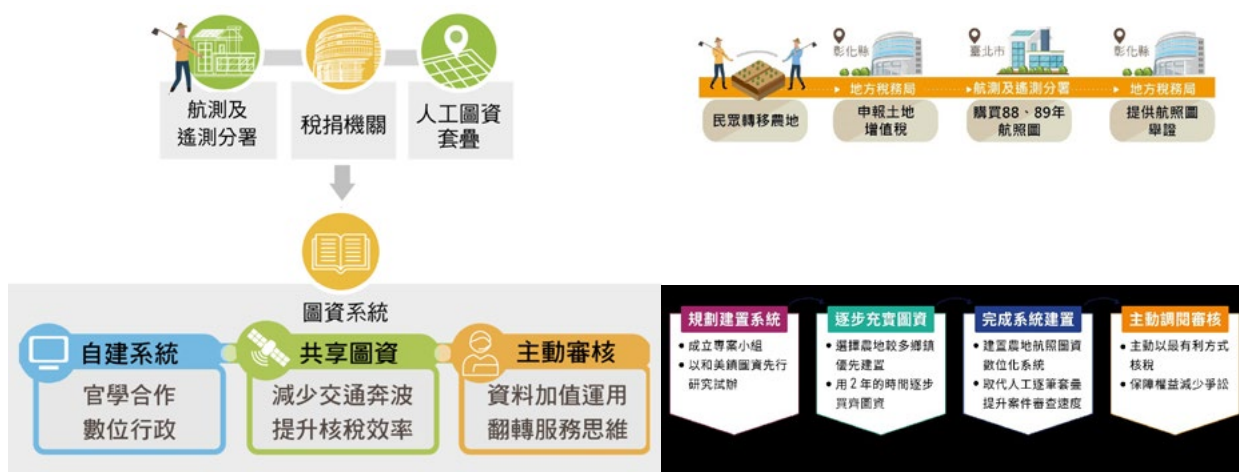 航測及
遙測分署
稅捐機關
人工圖資
套疊
圖資系統
自建系統
官學合作
數位行政
共享圖資
減少交通奔波
提升核稅效率
主動審核
資料加值運用
翻轉服務思維
彰化縣
臺北市
彰化縣
地方稅務局
航測及遙測分署
地方稅務局
民眾轉移農地
申報土地
增值稅
購買88、89年
航照圖
提供航照圖
舉證
規劃建置系統
• 成立專案小組
• 以和美鎮圖資先行
研究試辦
逐步充實圖資
• 選擇農地較多鄉鎮
優先建置
• 用2年的時間逐步
買齊圖資
完成系統建置
• 建置農地航照圖資
數位化系統
• 取代人工逐筆套疊
提升案件審查速度
主動調閱審核
• 主動以最有利方式
核稅
• 保障權益減少爭訟